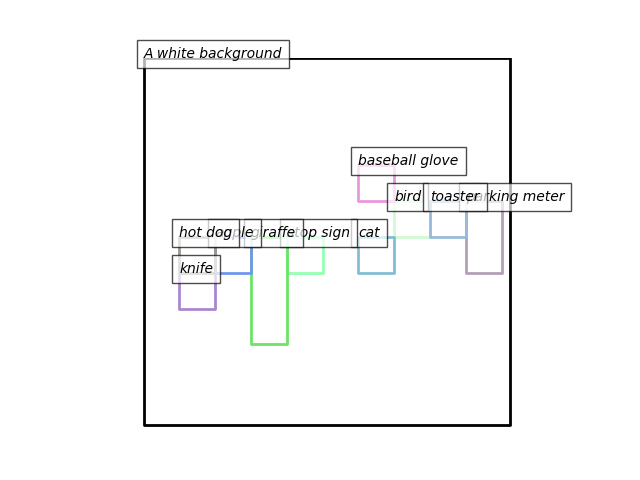 A white background
baseball glove
bird
toaster
parking meter
hot dog
apple
giraffe
stop sign
cat
knife